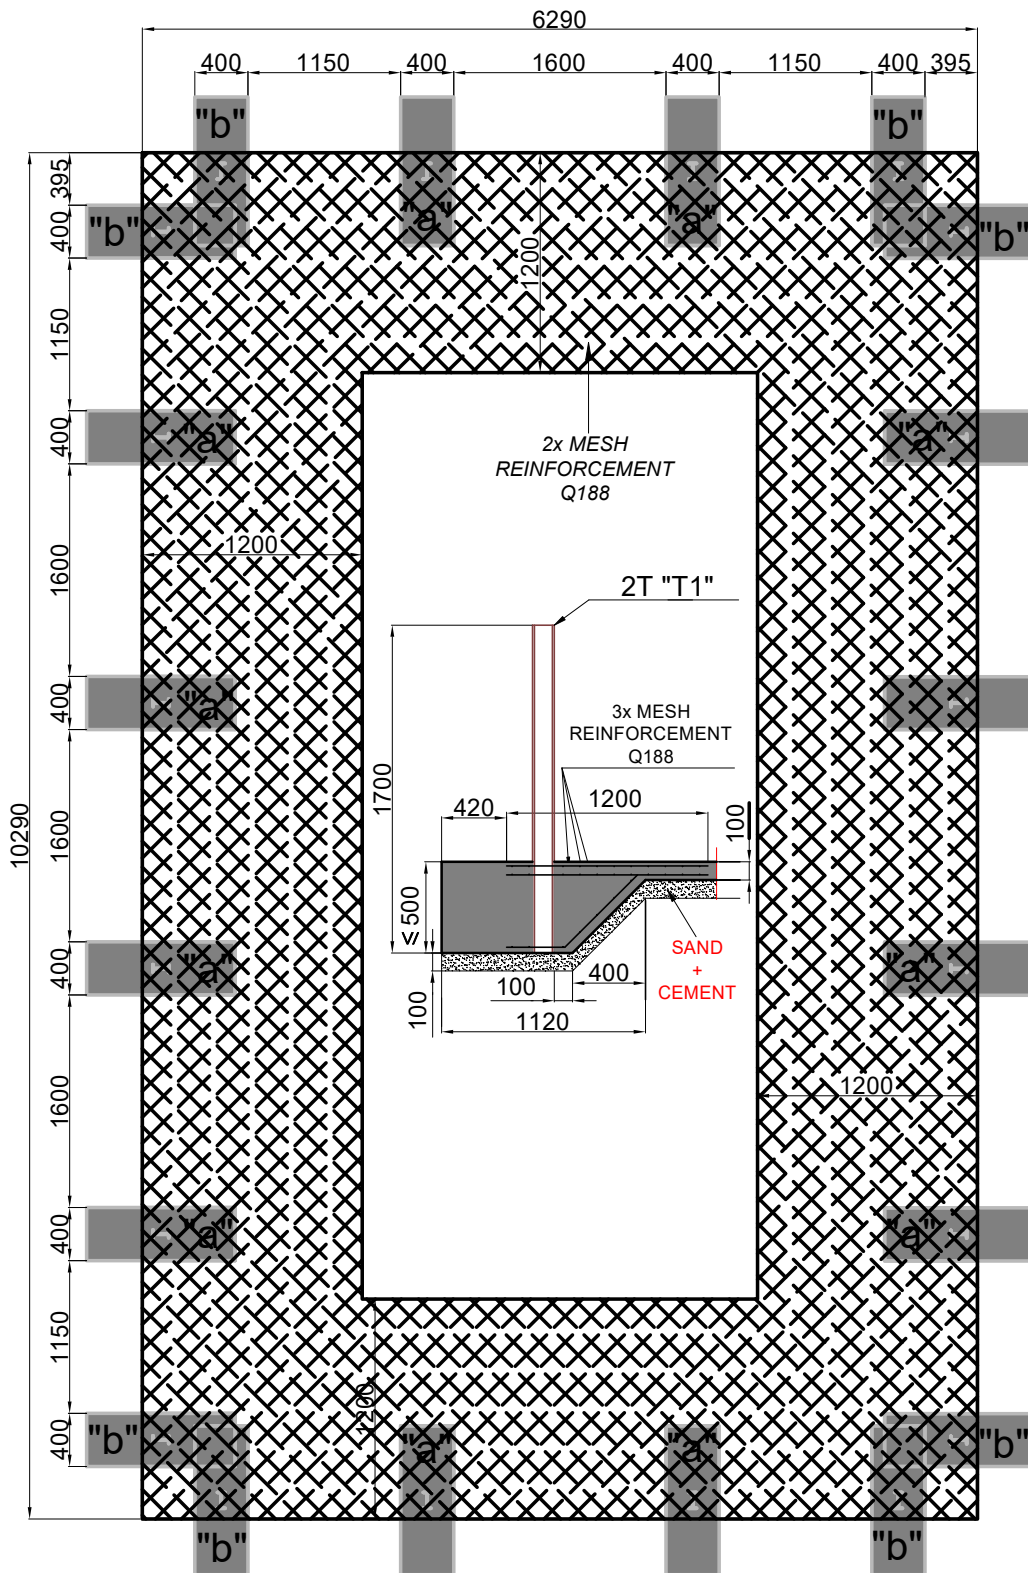 6290
400 1150 400 1600 400 1150 400 395
"b" "b"
395
"b" "a" "a" "b"
400
1200
1150
400
"a" "a"
2x MESH
REINFORCEMENT
Q188
1200
1600
2T "T1"
400
"a"
3x MESH
REINFORCEMENT
Q188
1700
420 1200
100
10290
1600
≤ 500
SAND
+
CEMENT
400
"a" "a"
400
100
100
1120
1600
1200
400
"a" "a"
1150
1200
400
"b" "a" "a" "b"
"b" "b"